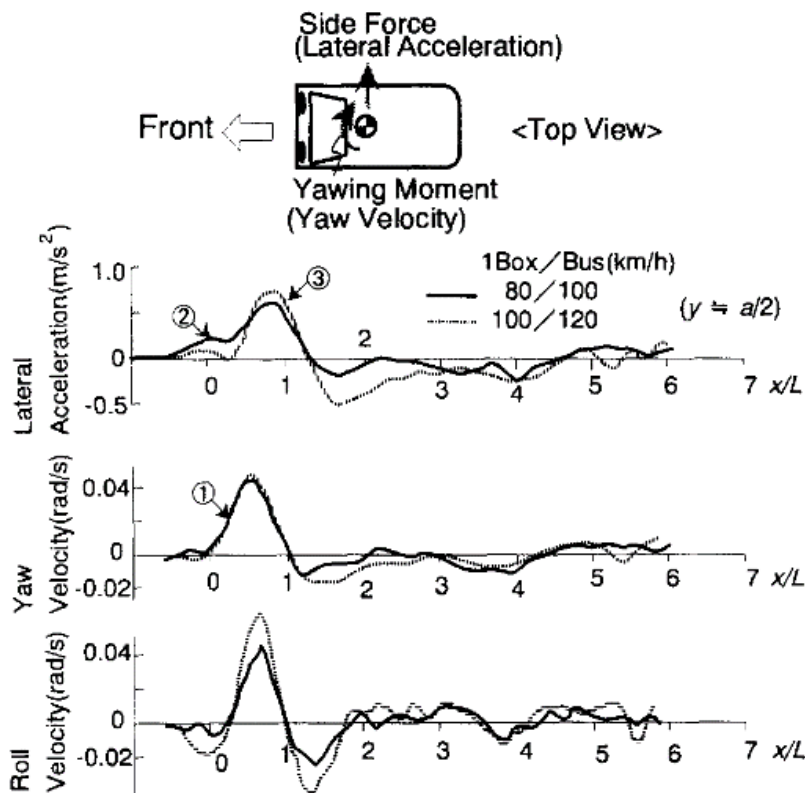 Side Force
(Lateral Acceleration)
Front
<Top View>
Yawing Moment
(Yaw Velocity)
Lateral
Acceleration(m/s²)
1.0
0
-0.5
②
③
2
1Box／Bus(km/h)
80／100
100／120
(y ≒ a/2)
0 1 3 4 5 6 7 x/L
Yaw
Velocity(rad/s)
0.04
0
-0.02
①
0 1 2 3 4 5 6 7 x/L
Roll
Velocity(rad/s)
0.04
0
-0.02
0 1 2 3 4 5 6 7 x/L